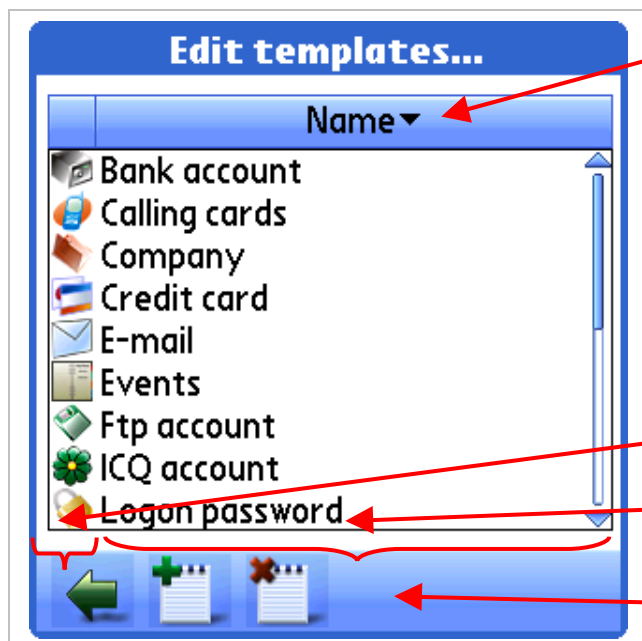 Edit templates...
Name
Bank account
Calling cards
Company
Credit card
E-mail
Events
Ftp account
ICQ account
Logon password